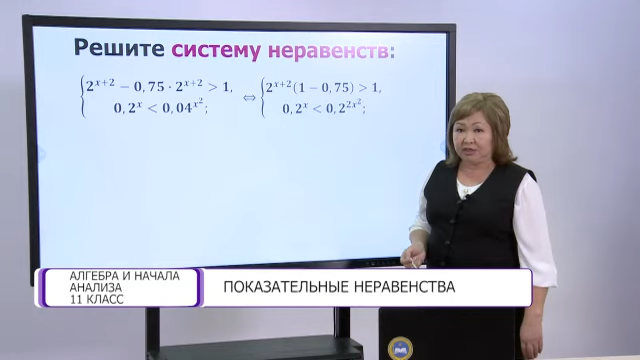 Решите систему неравенств:
{2^{x+2} − 0,75 · 2^{x+2} > 1, ⇔ {2^{x+2}(1 − 0,75) > 1,
0,2^x < 0,04^{x^2}; 0,2^x < 0,2^{2x^2};
АЛГЕБРА И НАЧАЛА
АНАЛИЗА
11 КЛАСС
ПОКАЗАТЕЛЬНЫЕ НЕРАВЕНСТВА